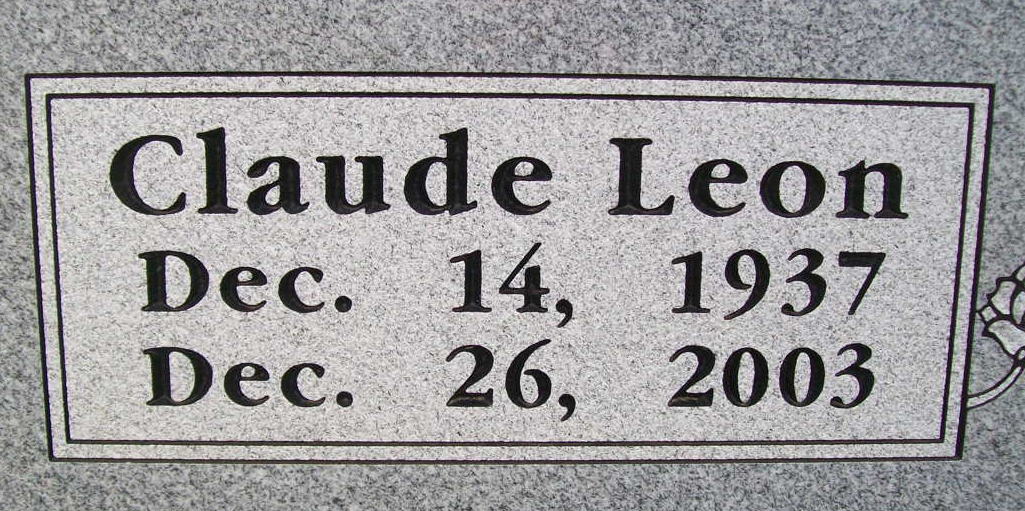 Claude Leon
Dec. 14, 1937
Dec. 26, 2003